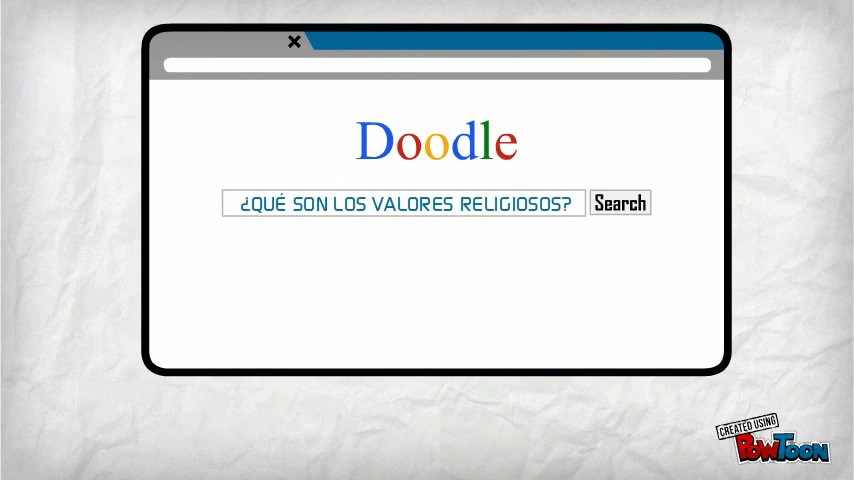 Doodle
¿QUÉ SON LOS VALORES RELIGIOSOS? Search
CREATED USING
POWTOON